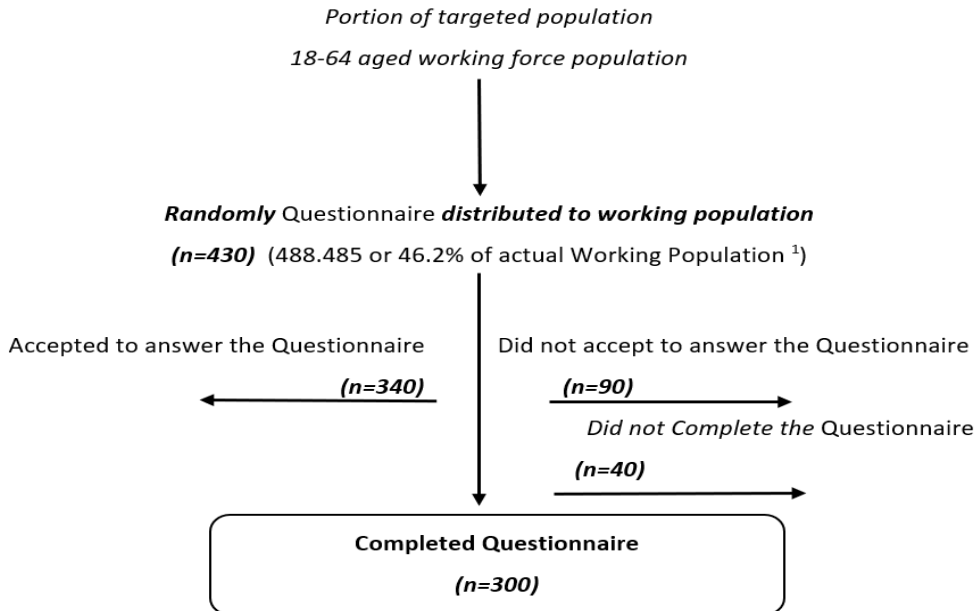 Portion of targeted population
18-64 aged working force population
Randomly Questionnaire distributed to working population
(n=430) (488.485 or 46.2% of actual Working Population ¹)
Accepted to answer the Questionnaire
(n=340)
Did not accept to answer the Questionnaire
(n=90)
Did not Complete the Questionnaire
(n=40)
Completed Questionnaire
(n=300)